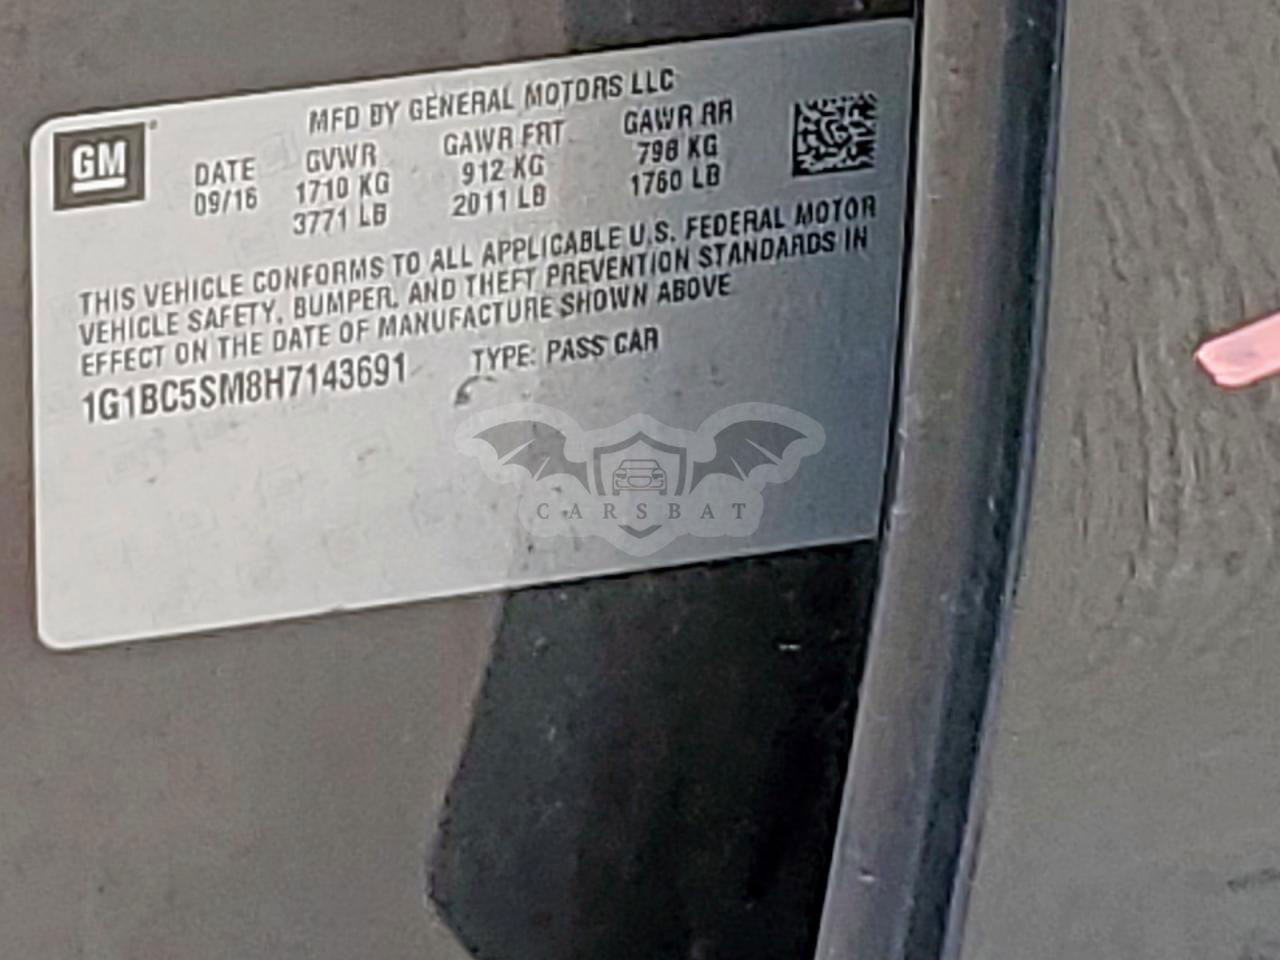 GM
MFD BY GENERAL MOTORS LLC
DATE GVWR GAWR FRT GAWR RR
09/16 1710 KG 912 KG 798 KG
3771 LB 2011 LB 1760 LB
THIS VEHICLE CONFORMS TO ALL APPLICABLE U.S. FEDERAL MOTOR
VEHICLE SAFETY, BUMPER, AND THEFT PREVENTION STANDARDS IN
EFFECT ON THE DATE OF MANUFACTURE SHOWN ABOVE
1G1BC5SM8H7143691 TYPE: PASS CAR
CARSBAT